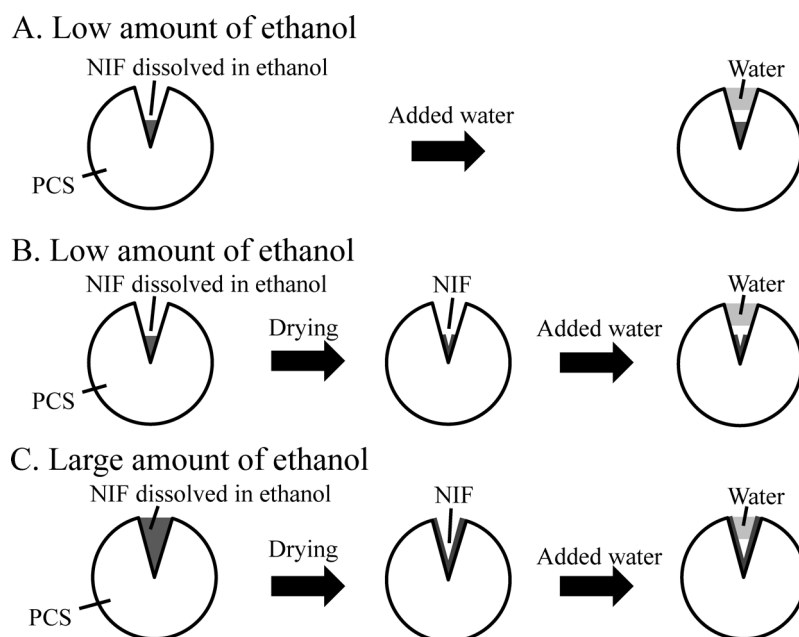 A. Low amount of ethanol
NIF dissolved in ethanol
Water
Added water
PCS
B. Low amount of ethanol
NIF dissolved in ethanol
NIF
Water
Drying
Added water
PCS
C. Large amount of ethanol
NIF dissolved in ethanol
NIF
Water
Drying
Added water
PCS